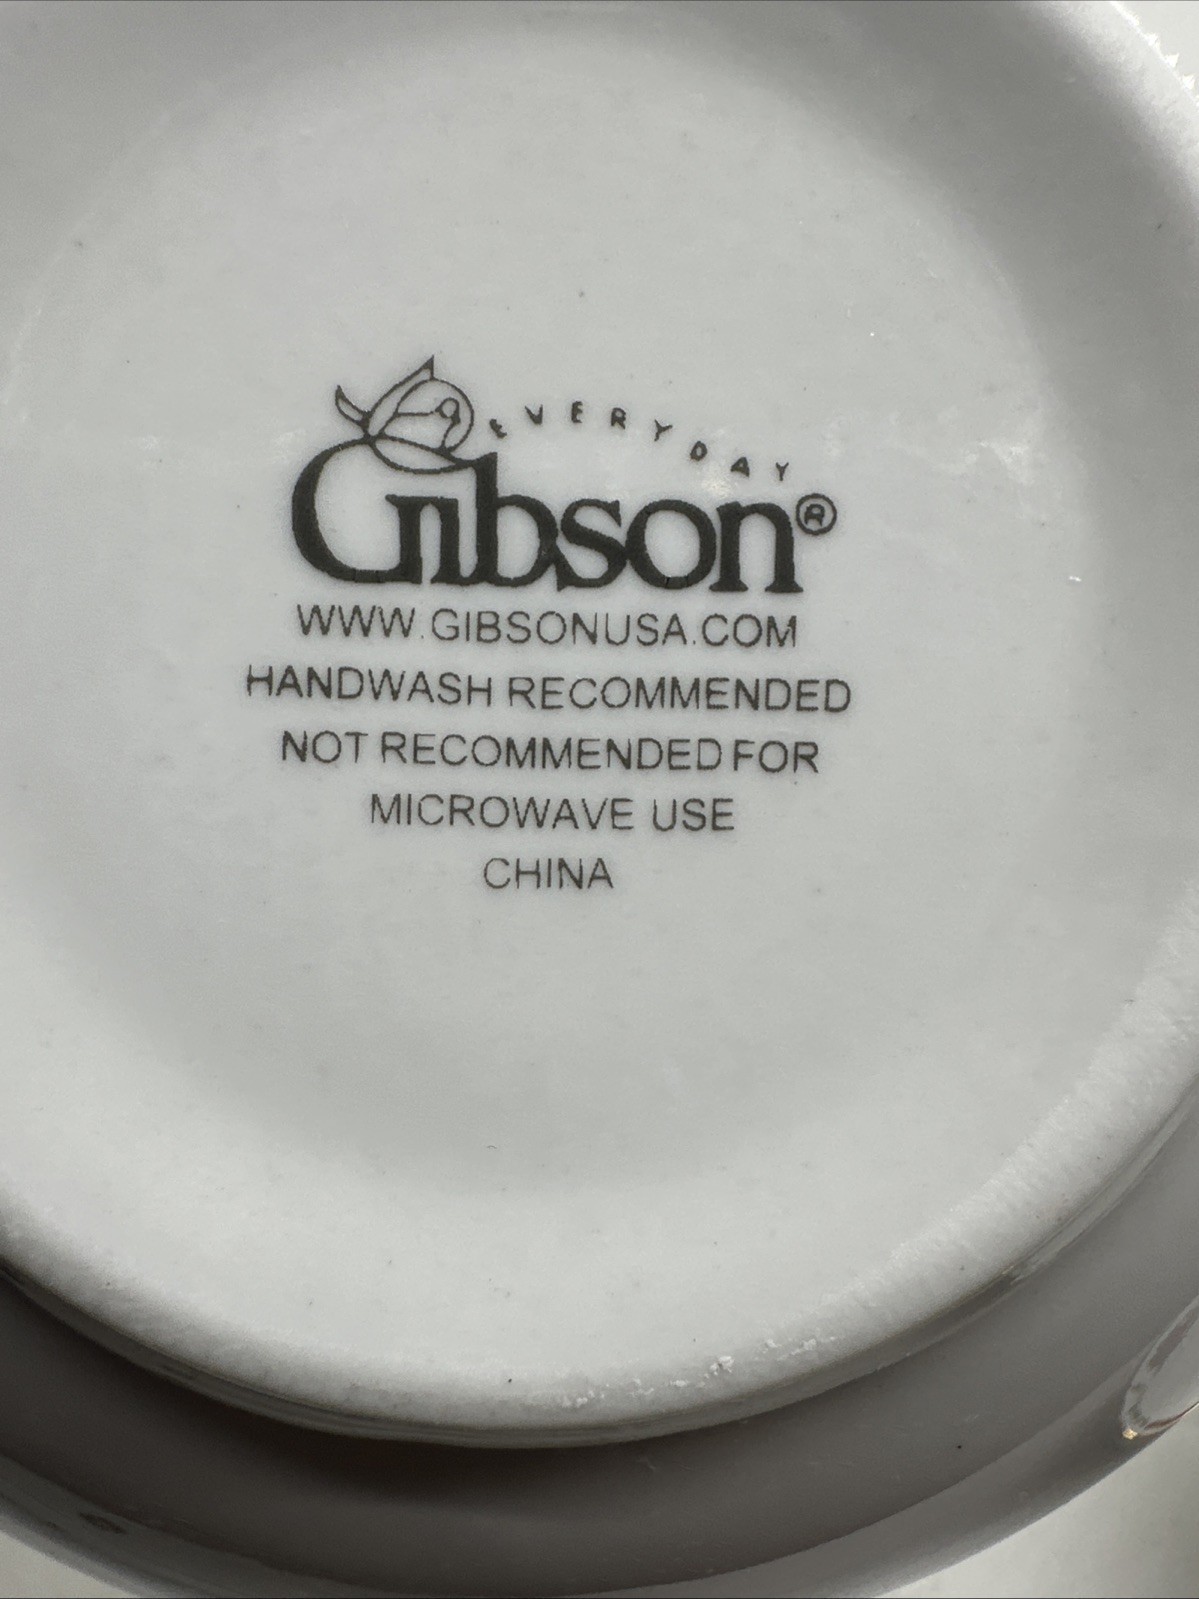 EVERYDAY
Gibson®
WWW.GIBSONUSA.COM
HANDWASH RECOMMENDED
NOT RECOMMENDED FOR
MICROWAVE USE
CHINA